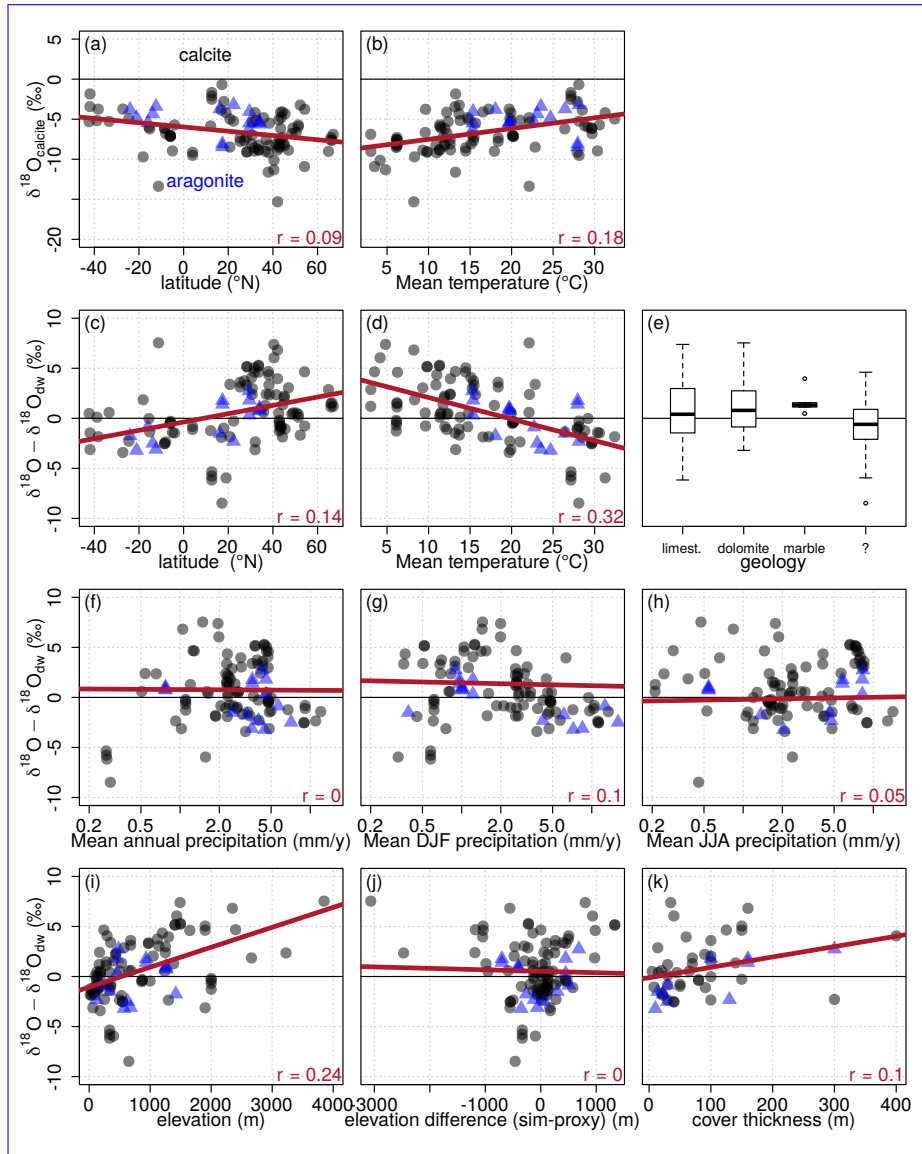 (a)
calcite
(b)
5
0
-5
-10
-20
δ18Ocalcite (‰)
aragonite
r = 0.09
r = 0.18
-40 -20 0 20 40 60
5 10 15 20 25 30
latitude (°N)
Mean temperature (°C)
(c)
(d)
(e)
10
5
0
-5
-10
δ18O − δ18Odw (‰)
r = 0.14
r = 0.32
-40 -20 0 20 40 60
5 10 15 20 25 30
limest. dolomite marble ?
latitude (°N)
Mean temperature (°C)
geology
(f)
(g)
(h)
10
5
0
-5
-10
δ18O − δ18Odw (‰)
r = 0
r = 0.1
r = 0.05
0.2 0.5 2.0 5.0
0.2 0.5 1.0 2.0 5.0
0.2 0.5 1.0 2.0 5.0
Mean annual precipitation (mm/y)
Mean DJF precipitation (mm/y)
Mean JJA precipitation (mm/y)
(i)
(j)
(k)
10
5
0
-5
-10
δ18O − δ18Odw (‰)
r = 0.24
r = 0
r = 0.1
0 1000 2000 3000 4000
-3000 -1000 0 1000
0 100 200 300 400
elevation (m)
elevation difference (sim-proxy) (m)
cover thickness (m)